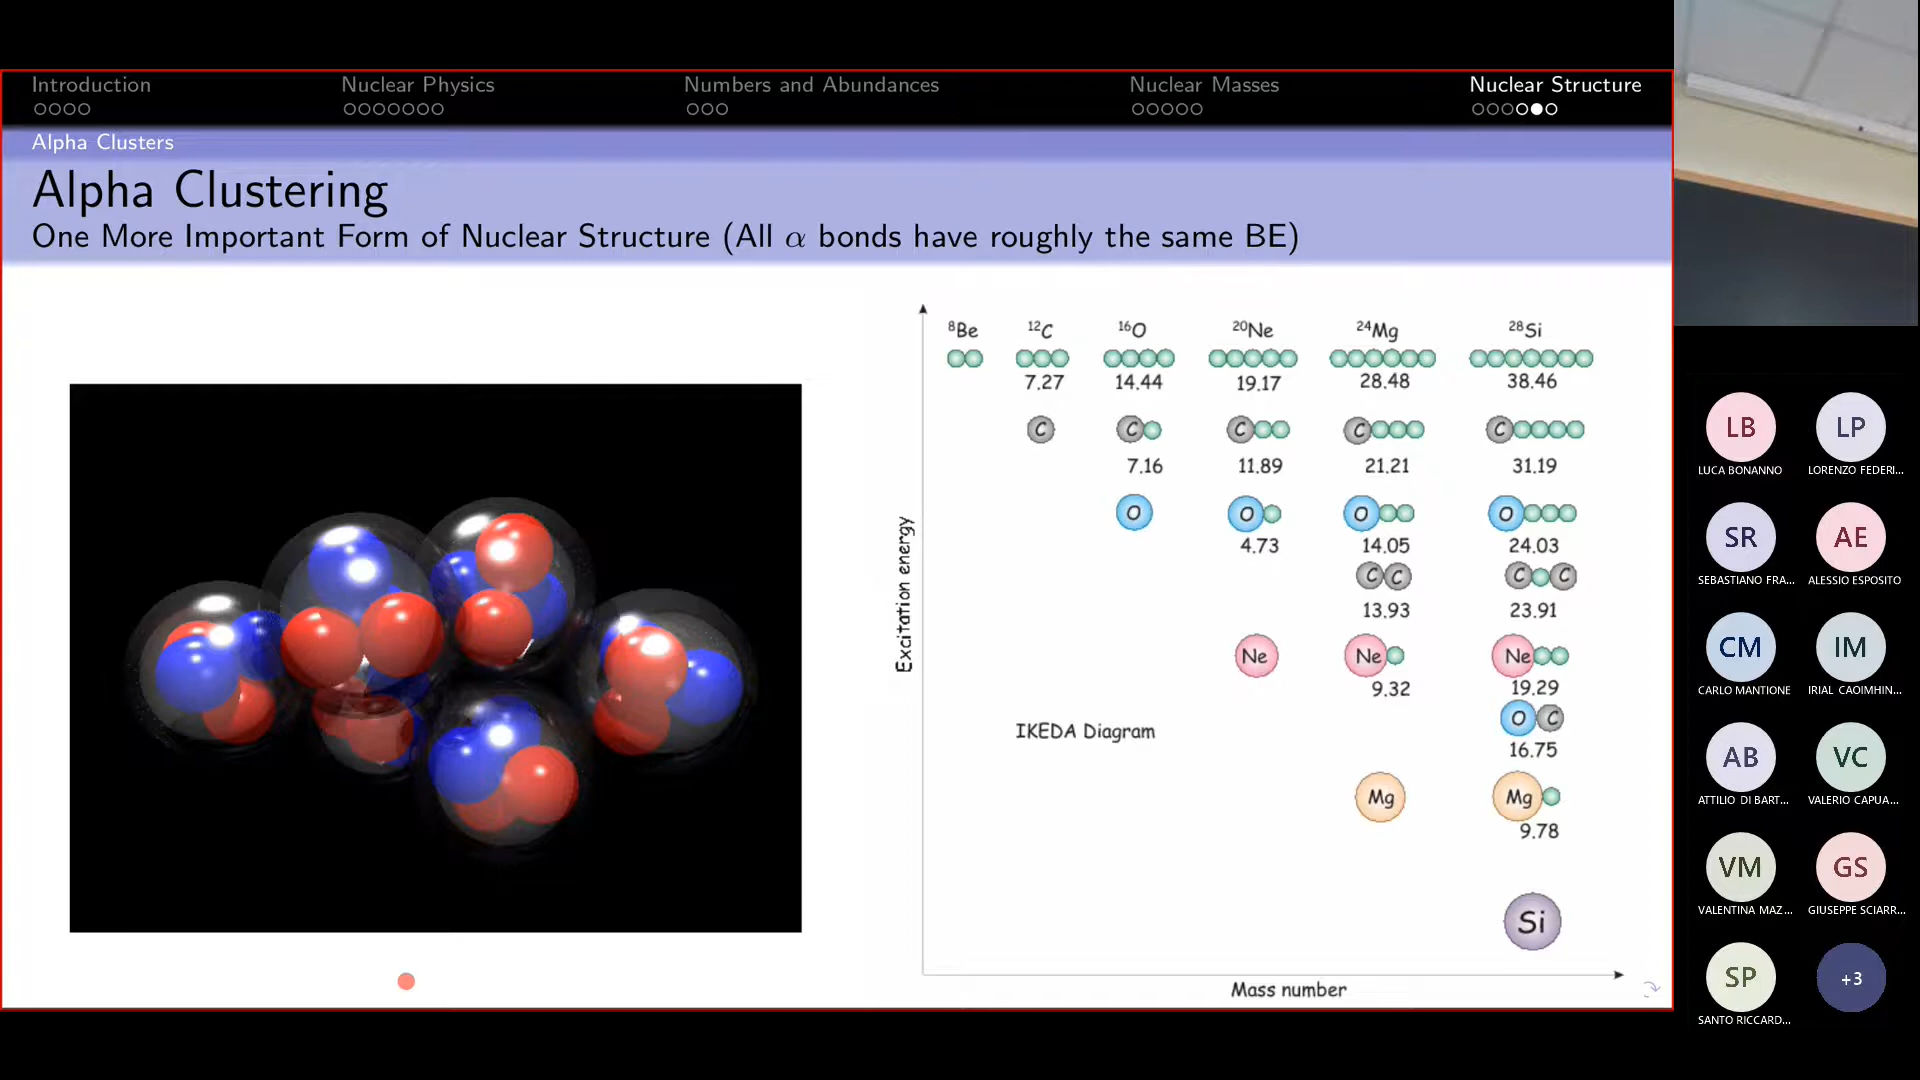 Introduction
Nuclear Physics
Numbers and Abundances
Nuclear Masses
Nuclear Structure
Alpha Clusters
Alpha Clustering
One More Important Form of Nuclear Structure (All α bonds have roughly the same BE)
Excitation energy
⁸Be ¹²C ¹⁶O ²⁰Ne ²⁴Mg ²⁸Si
7.27 14.44 19.17 28.48 38.46
C C C C C
7.16 11.89 21.21 31.19
O O O O
4.73 14.05 24.03
C C C C
13.93 23.91
Ne Ne Ne
9.32 19.29
O C
16.75
IKEDA Diagram
Mg Mg
9.78
Si
Mass number
LB LP
LUCA BONANNO LORENZO FEDERI...
SR AE
SEBASTIANO FRA... ALESSIO ESPOSITO
CM IM
CARLO MANTIONE IRIAL CAOIMHIN...
AB VC
ATTILIO DI BART... VALERIO CAPUA...
VM GS
VALENTINA MAZ... GIUSEPPE SCIARR...
SP +3
SANTO RICCARD...